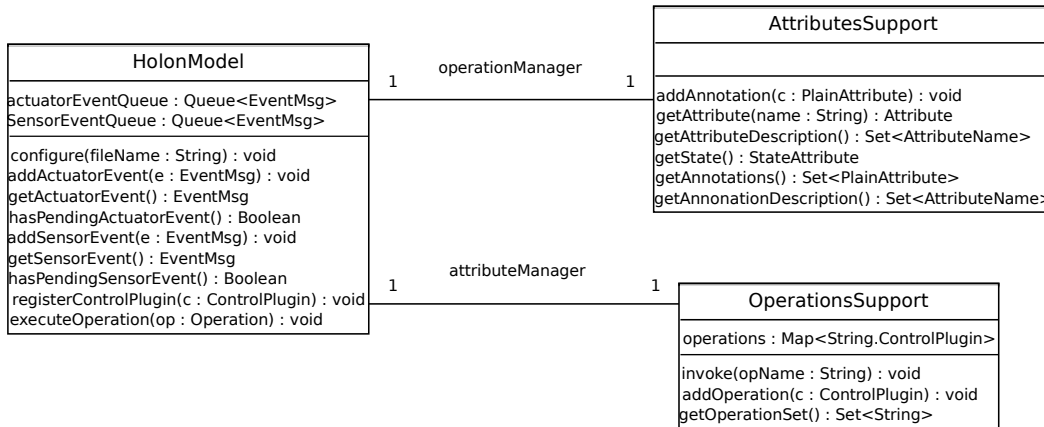 HolonModel
actuatorEventQueue : Queue<EventMsg>
SensorEventQueue : Queue<EventMsg>
configure(fileName : String) : void
addActuatorEvent(e : EventMsg) : void
getActuatorEvent() : EventMsg
hasPendingActuatorEvent() : Boolean
addSensorEvent(e : EventMsg) : void
getSensorEvent() : EventMsg
hasPendingSensorEvent() : Boolean
registerControlPlugin(c : ControlPlugin) : void
executeOperation(op : Operation) : void
operationManager
1
1
AttributesSupport
addAnnotation(c : PlainAttribute) : void
getAttribute(name : String) : Attribute
getAttributeDescription() : Set<AttributeName>
getState() : StateAttribute
getAnnotations() : Set<PlainAttribute>
getAnnonationDescription() : Set<AttributeName>
attributeManager
1
1
OperationsSupport
operations : Map<String.ControlPlugin>
invoke(opName : String) : void
addOperation(c : ControlPlugin) : void
getOperationSet() : Set<String>